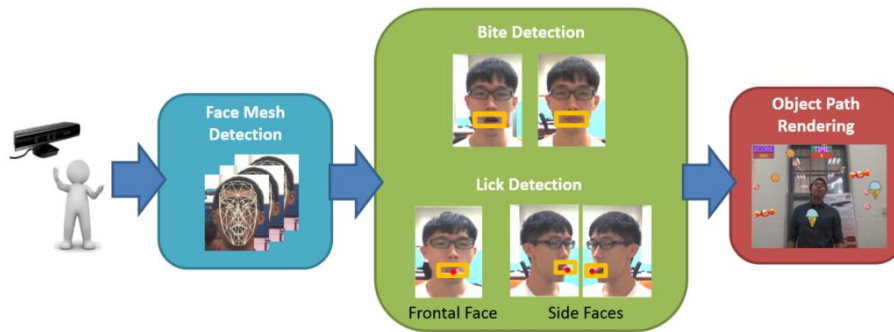 Face Mesh
Detection
Bite Detection
Lick Detection
Frontal Face
Side Faces
Object Path
Rendering